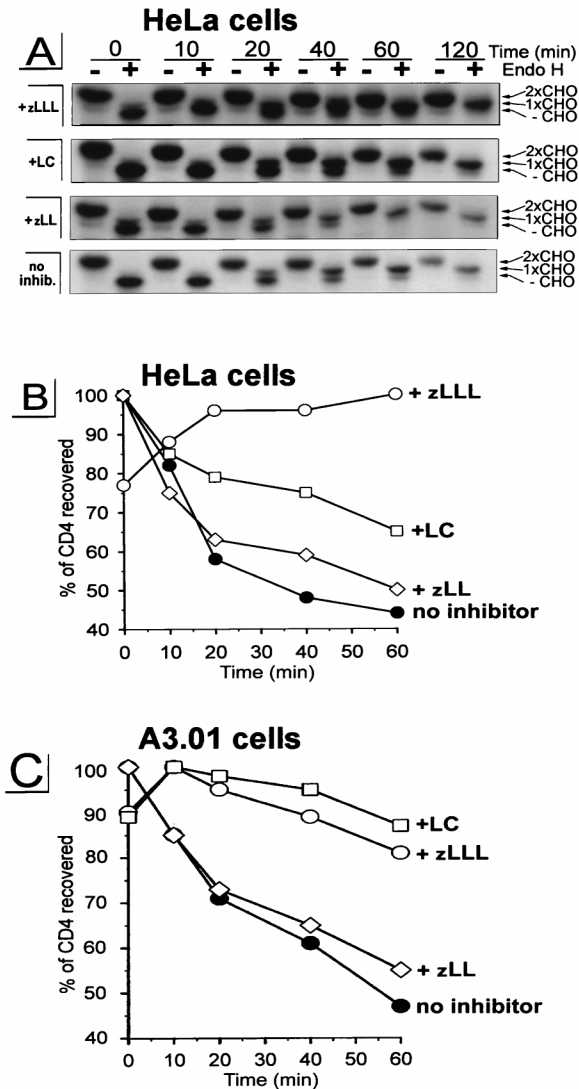 HeLa cells
A
0 10 20 40 60 120 Time (min)
- + - + - + - + - + - + Endo H
+zLLL
2xCHO
1xCHO
- CHO
+LC
2xCHO
1xCHO
- CHO
+zLL
2xCHO
1xCHO
- CHO
no
inhib.
2xCHO
1xCHO
- CHO
B
HeLa cells
% of CD4 recovered
100
90
80
70
60
50
40
+ zLLL
+LC
+ zLL
no inhibitor
0 10 20 30 40 50 60
Time (min)
C
A3.01 cells
% of CD4 recovered
100
90
80
70
60
50
40
+LC
+ zLLL
+ zLL
no inhibitor
0 10 20 30 40 50 60
Time (min)